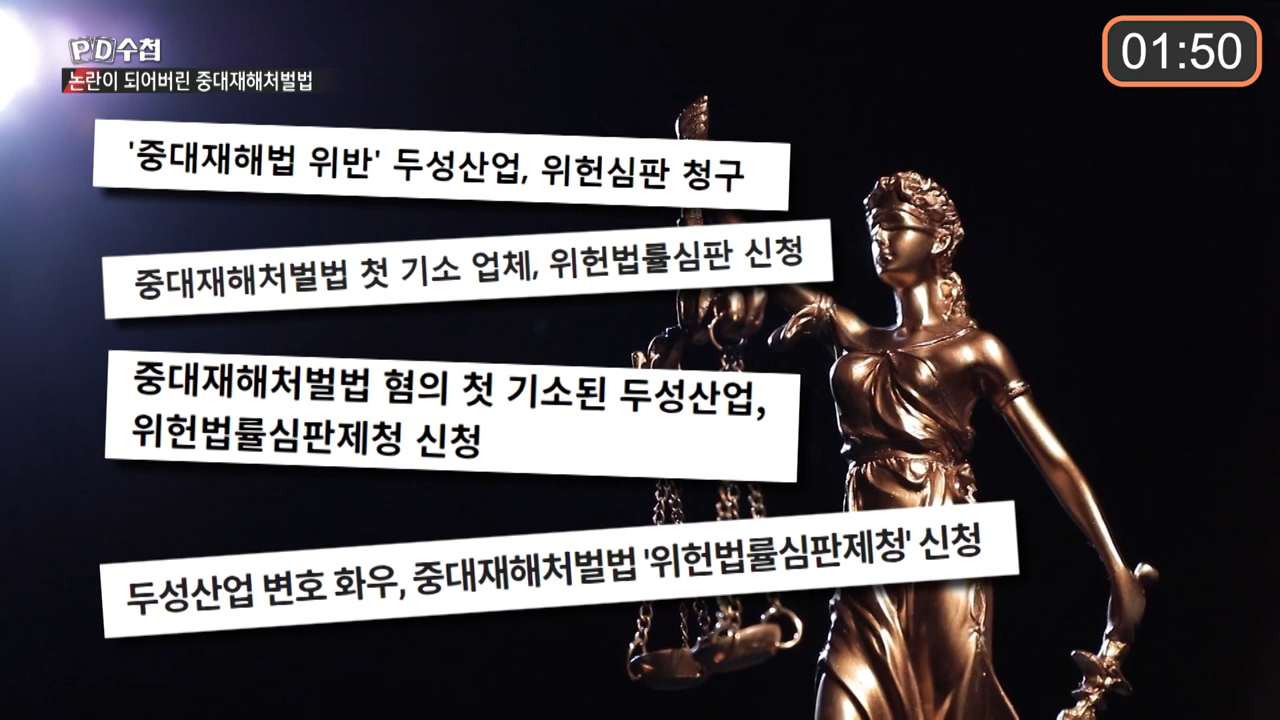 PD수첩
논란이 되어버린 중대재해처벌법
01:50
'중대재해법 위반' 두성산업, 위헌심판 청구
중대재해처벌법 첫 기소 업체, 위헌법률심판 신청
중대재해처벌법 혐의 첫 기소된 두성산업,
위헌법률심판제청 신청
두성산업 변호 화우, 중대재해처벌법 '위헌법률심판제청' 신청